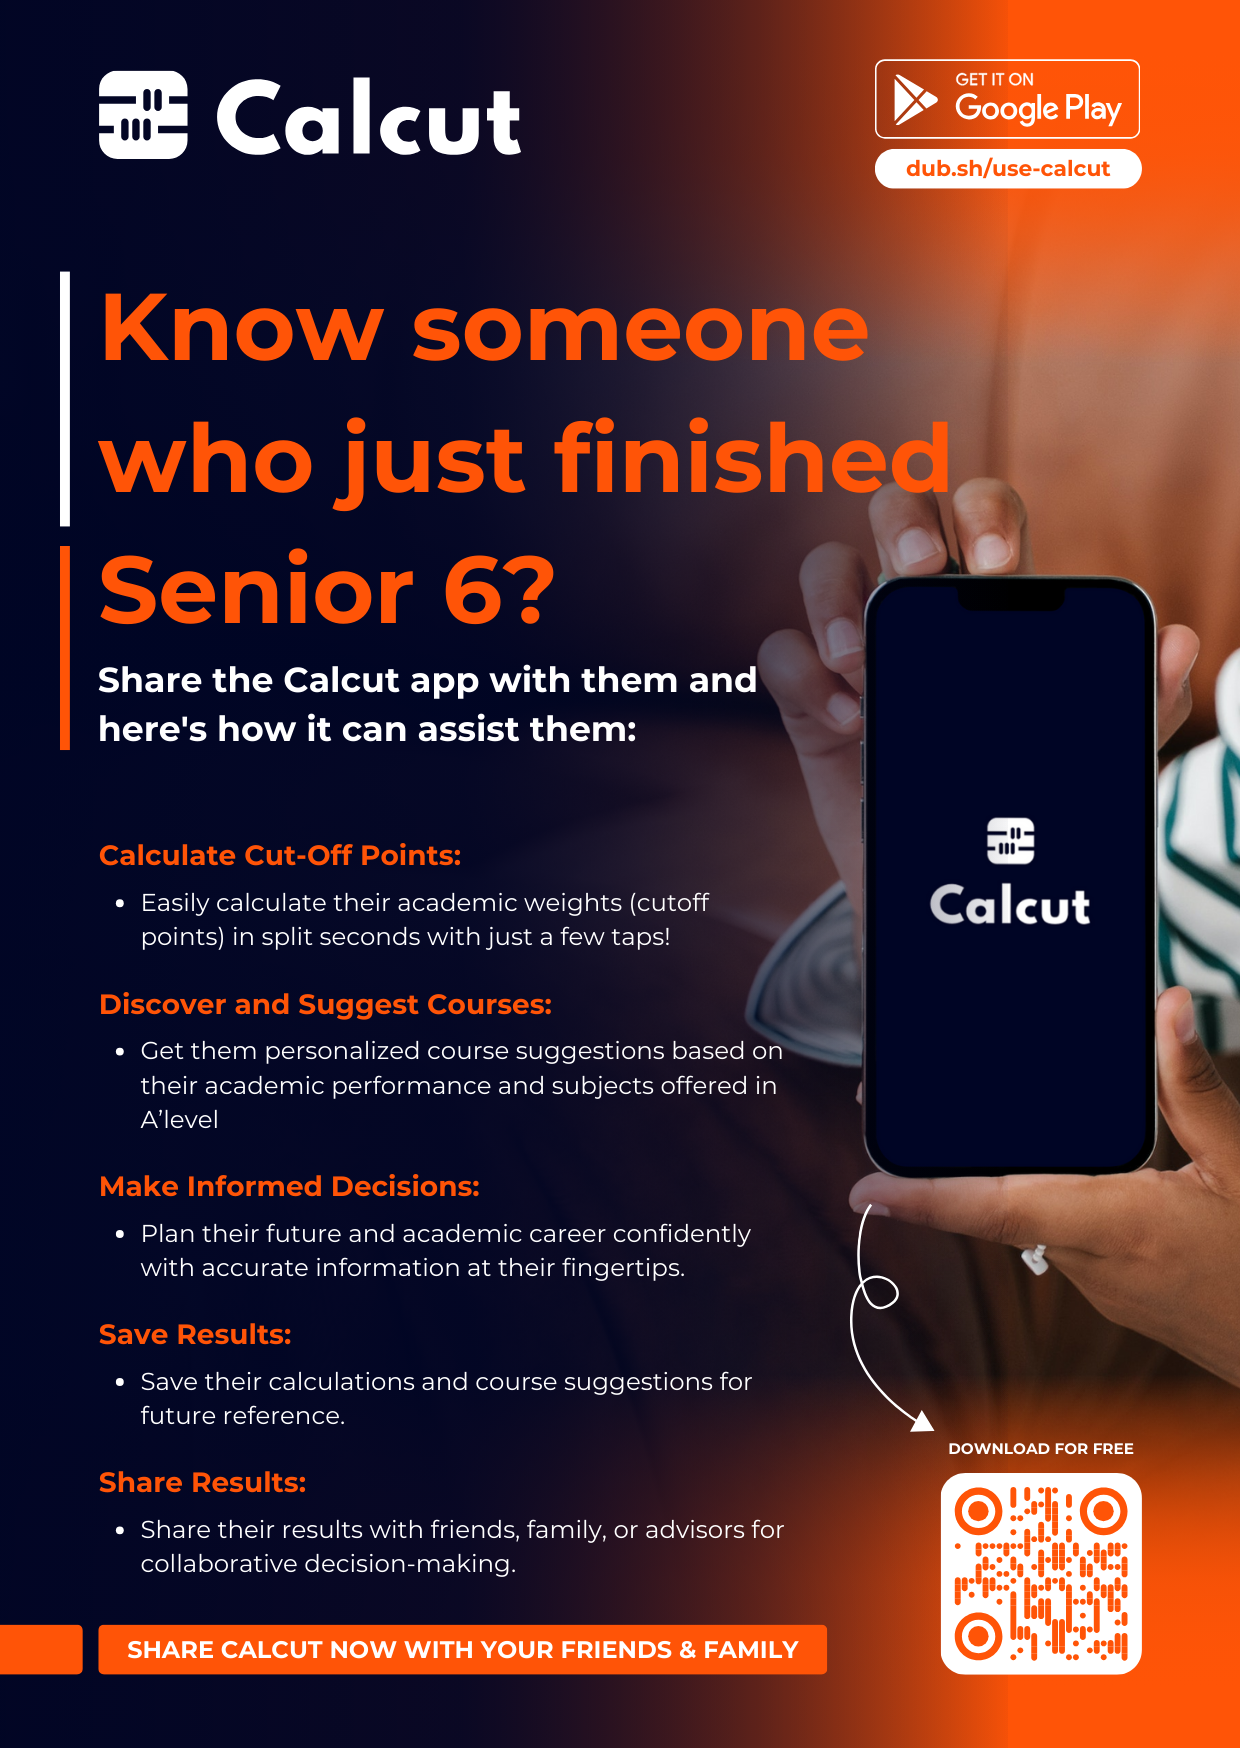 Calcut
GET IT ON
Google Play
dub.sh/use-calcut
Know someone
who just finished
Senior 6?
Share the Calcut app with them and
here's how it can assist them:
Calculate Cut-Off Points:
• Easily calculate their academic weights (cutoff
points) in split seconds with just a few taps!
Discover and Suggest Courses:
• Get them personalized course suggestions based on
their academic performance and subjects offered in
A’level
Make Informed Decisions:
• Plan their future and academic career confidently
with accurate information at their fingertips.
Save Results:
• Save their calculations and course suggestions for
future reference.
Share Results:
• Share their results with friends, family, or advisors for
collaborative decision-making.
Calcut
DOWNLOAD FOR FREE
SHARE CALCUT NOW WITH YOUR FRIENDS & FAMILY